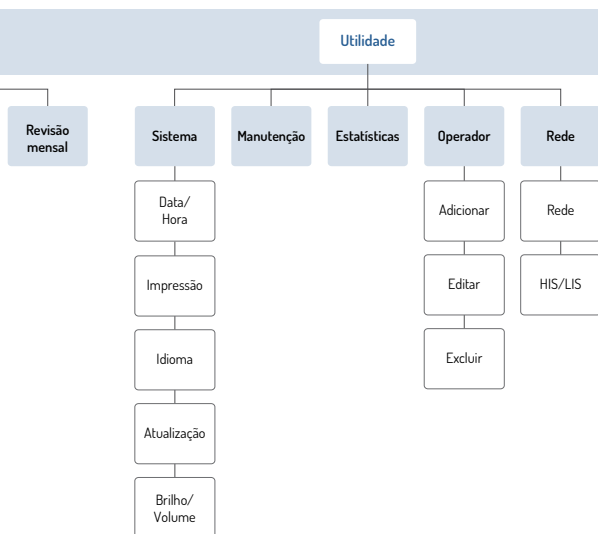 Utilidade
Revisão
mensal
Sistema
Manutenção
Estatísticas
Operador
Rede
Data/
Hora
Adicionar
Rede
Impressão
Editar
HIS/LIS
Idioma
Excluir
Atualização
Brilho/
Volume